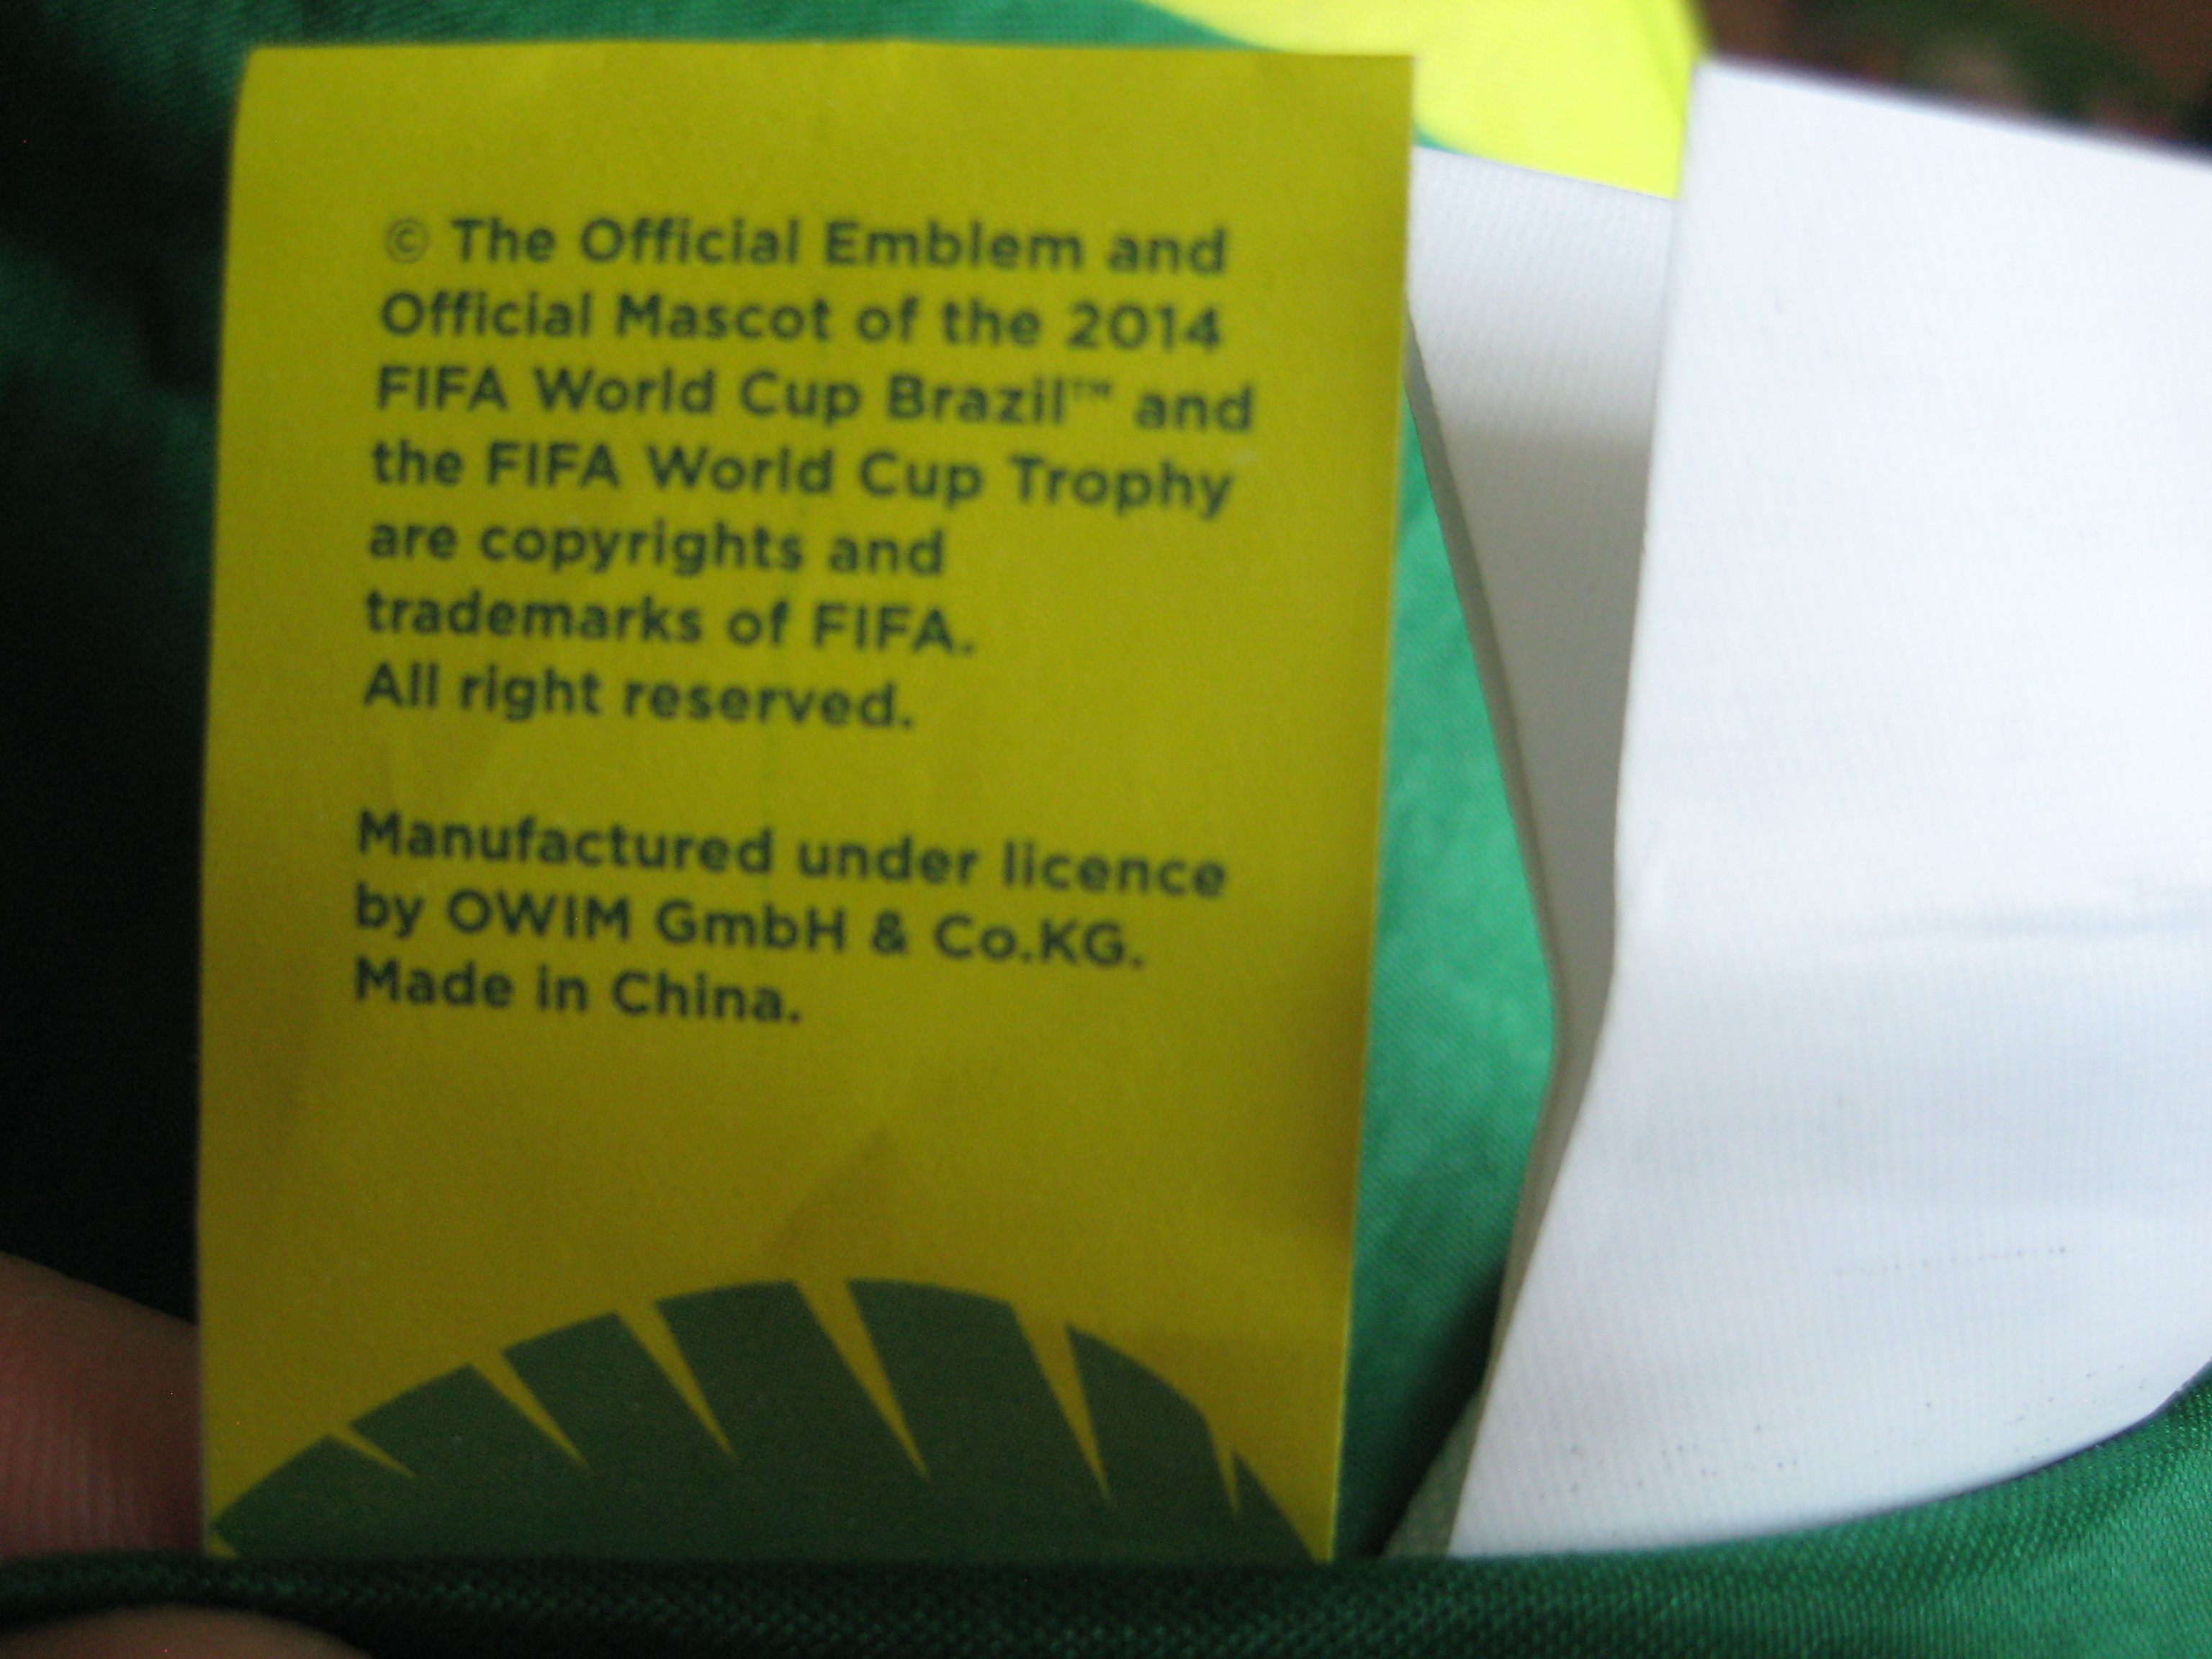 © The Official Emblem and
Official Mascot of the 2014
FIFA World Cup Brazil™ and
the FIFA World Cup Trophy
are copyrights and
trademarks of FIFA.
All right reserved.
Manufactured under licence
by OWIM GmbH & Co.KG.
Made in China.